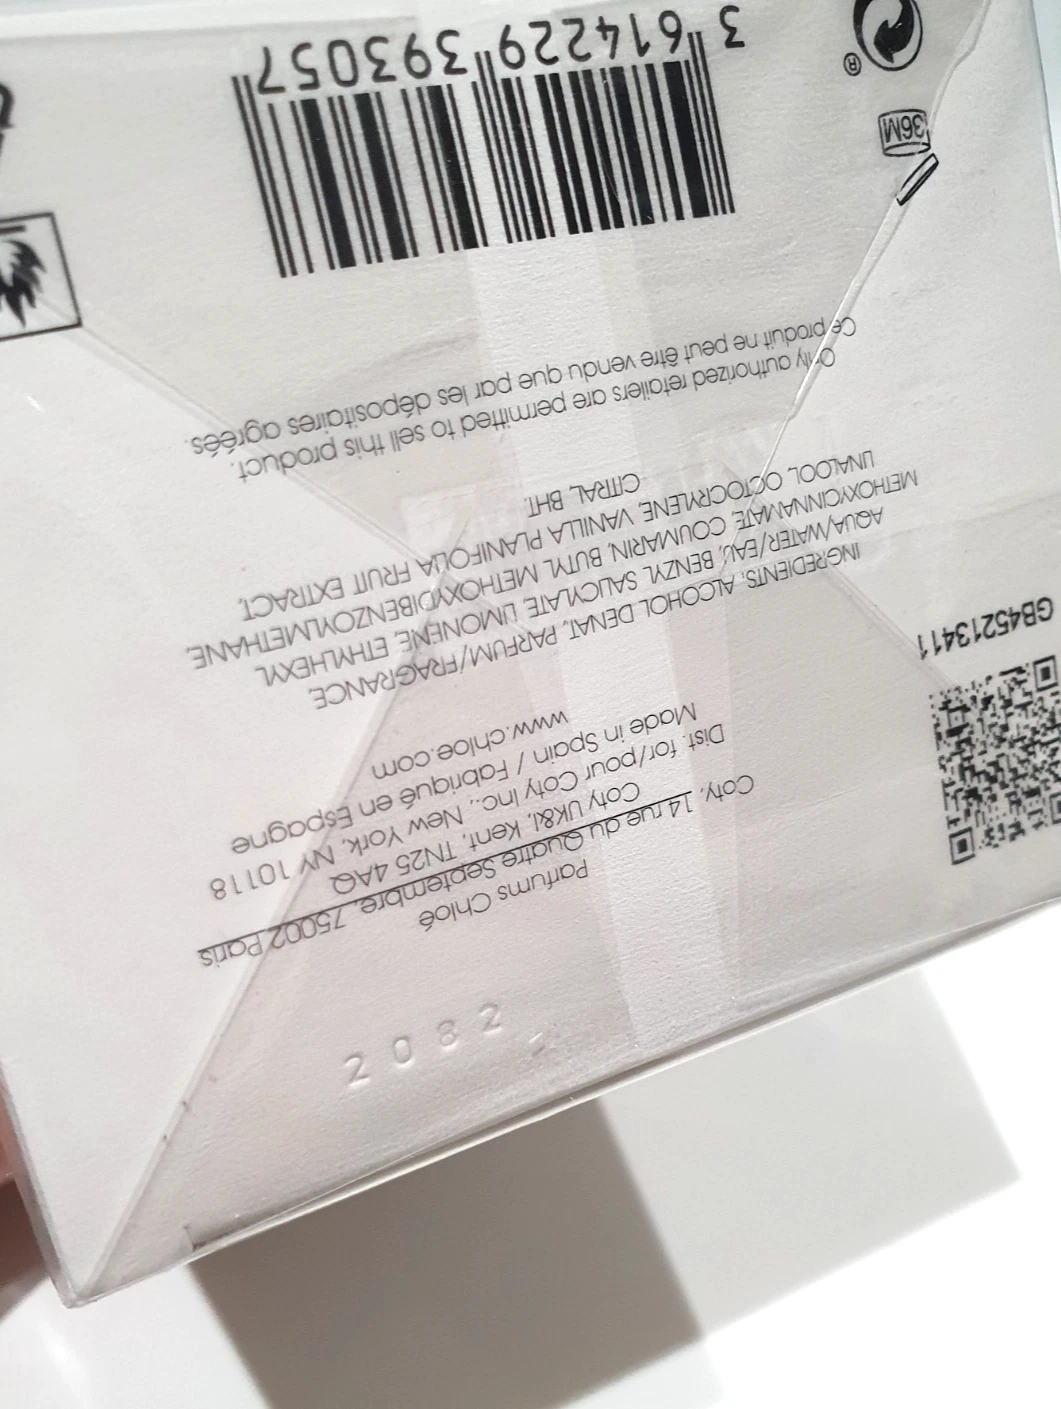 2082
Parfums Chloé
Coty, 14 rue du Quatre Septembre, 75002 Paris
Coty UK&I, Kent, TN25 4AQ
Dist. for/pour Coty Inc., New York, NY 10118
Made in Spain / Fabriqué en Espagne
www.chloe.com
GB45213411
INGREDIENTS: ALCOHOL DENAT., PARFUM/FRAGRANCE,
AQUA/WATER/EAU, BENZYL SALICYLATE, LIMONENE, ETHYLHEXYL
METHOXYCINNAMATE, COUMARIN, BUTYL METHOXYDIBENZOYLMETHANE,
LINALOOL, OCTOCRYLENE, VANILLA PLANIFOLIA FRUIT EXTRACT,
CITRAL, BHT.
Only authorized retailers are permitted to sell this product.
Ce produit ne peut être vendu que par les dépositaires agréés.
36M
®
3 614229 393057